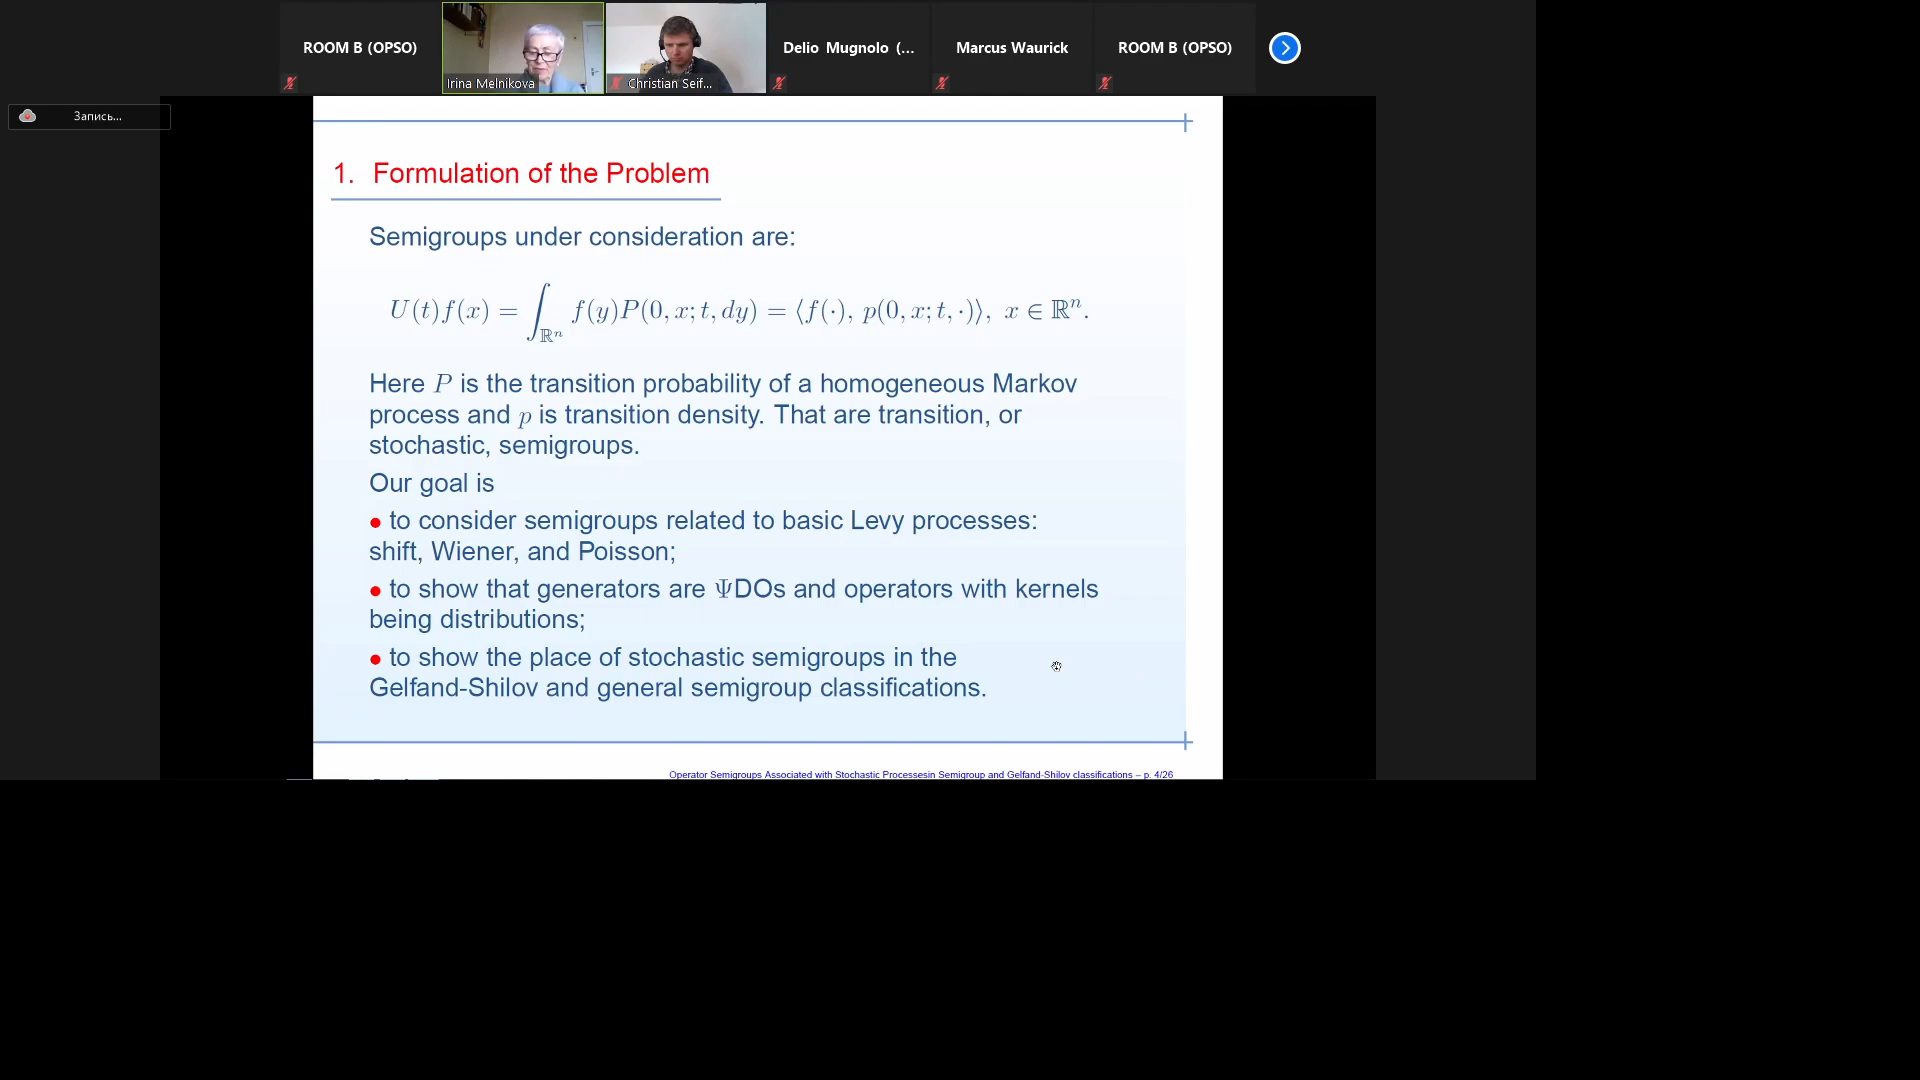 ROOM B (OPSO)
Irina Melnikova
Christian Seif...
Delio Mugnolo (...
Marcus Waurick
ROOM B (OPSO)
Запись...
1. Formulation of the Problem
Semigroups under consideration are:
U(t)f(x) = ∫_{ℝⁿ} f(y)P(0, x; t, dy) = ⟨f(·), p(0, x; t, ·)⟩, x ∈ ℝⁿ.
Here P is the transition probability of a homogeneous Markov
process and p is transition density. That are transition, or
stochastic, semigroups.
Our goal is
• to consider semigroups related to basic Levy processes:
shift, Wiener, and Poisson;
• to show that generators are ΨDOs and operators with kernels
being distributions;
• to show the place of stochastic semigroups in the
Gelfand-Shilov and general semigroup classifications.
Operator Semigroups Associated with Stochastic Processesin Semigroup and Gelfand-Shilov classifications – p. 4/26